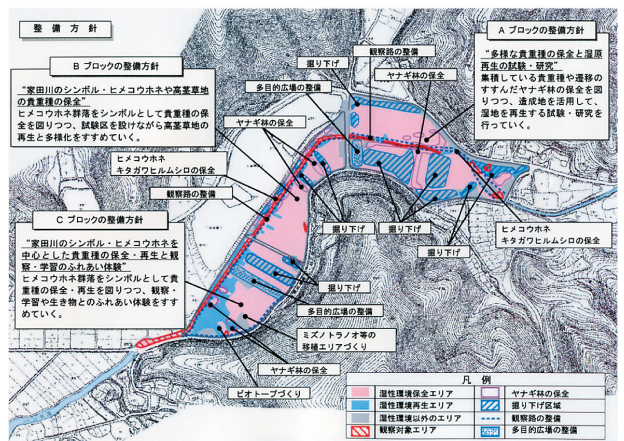 整 備 方 針
A ブロックの整備方針
“多様な貴重種の保全と湿原
再生の試験・研究”
集積している貴重種や遷移の
すすんだヤナギ林の保全を図
りつつ、造成地を活用して、
湿地を再生する試験・研究を
行っていく。
B ブロックの整備方針
“家田川のシンボル・ヒメコウホネや高茎草地
の貴重種の保全”
ヒメコウホネ群落をシンボルとして貴重種の保
全を図りつつ、試験区を設けながら高茎草地の
再生と多様化をすすめていく。
観察路の整備
掘り下げ
ヤナギ林の保全
多目的広場の整備
ヤナギ林の保全
ヒメコウホネ
キタガワヒルムシロの保全
観察路の整備
C ブロックの整備方針
“家田川のシンボル・ヒメコウホネを
中心とした貴重種の保全・再生と観
察・学習のふれあい体験”
ヒメコウホネ群落をシンボルとして貴
重種の保全・再生を図りつつ、観察・
学習や生き物とのふれあい体験をすす
めていく。
掘り下げ
掘り下げ
掘り下げ
ヒメコウホネ
キタガワヒルムシロの保全
掘り下げ
多目的広場の整備
ミズノトラノオ等の
移植エリアづくり
ヤナギ林の保全
ビオトープづくり
凡 例
湿性環境保全エリア
ヤナギ林の保全
湿性環境再生エリア
掘り下げ区域
湿性環境以外のエリア
観察路の整備
観察対象エリア
多目的広場の整備